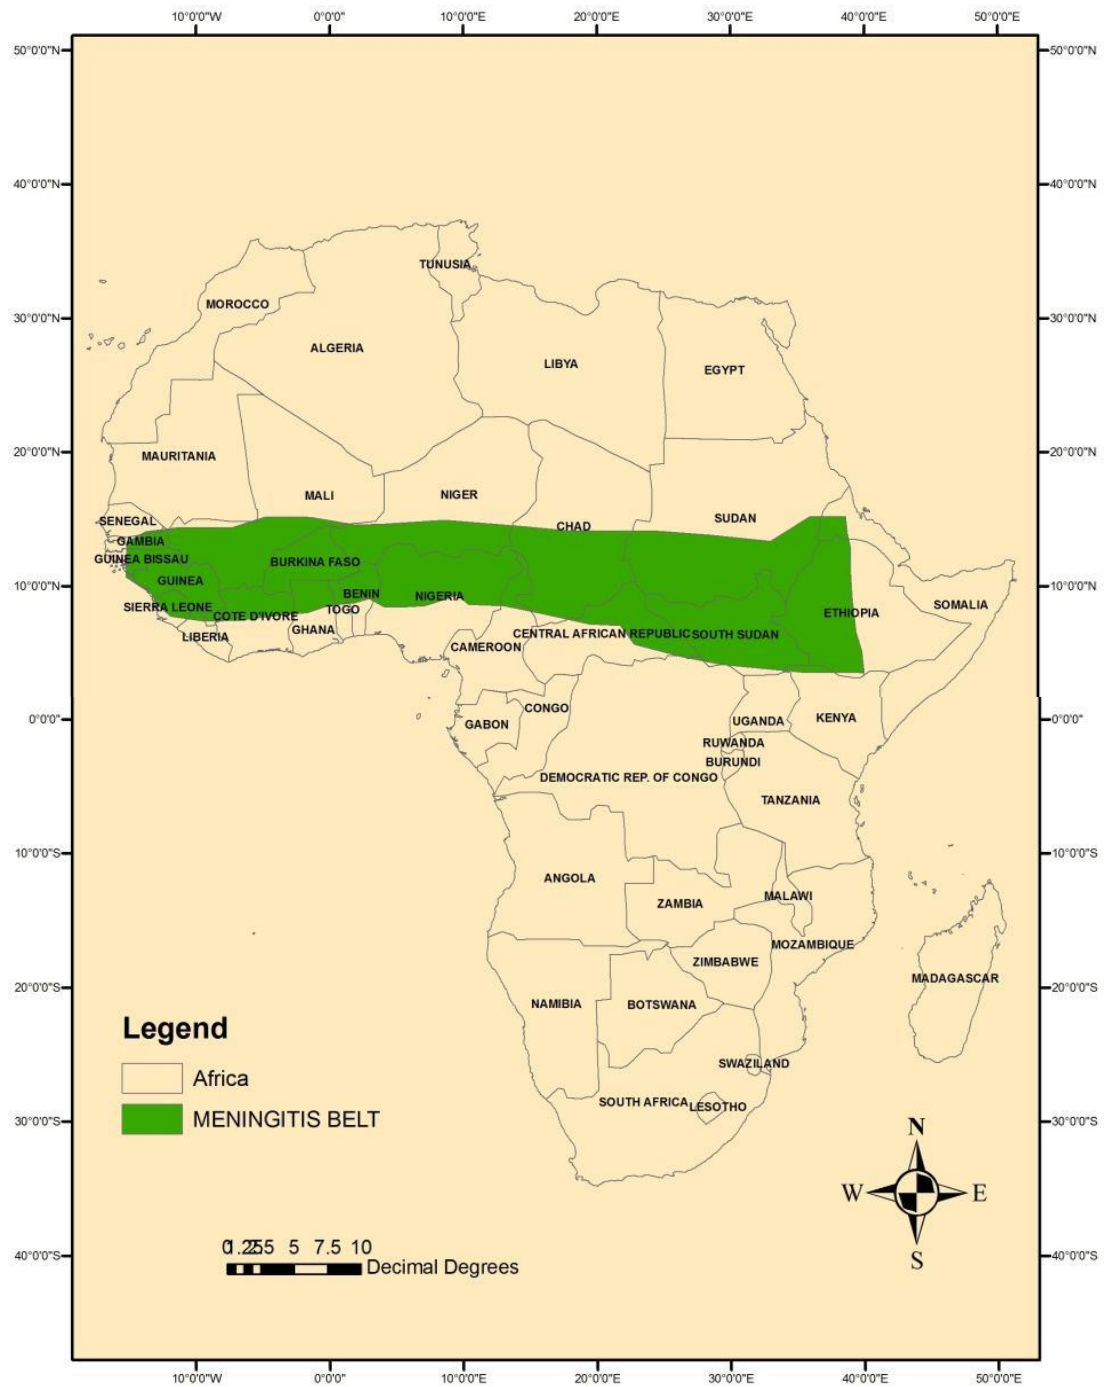 10°0'0"W 0°0'0" 10°0'0"E 20°0'0"E 30°0'0"E 40°0'0"E 50°0'0"E
50°0'0"N 50°0'0"N
40°0'0"N 40°0'0"N
TUNUSIA
MOROCCO
30°0'0"N 30°0'0"N
ALGERIA
LIBYA
EGYPT
20°0'0"N 20°0'0"N
MAURITANIA
MALI
NIGER
SENEGAL
CHAD
SUDAN
GAMBIA
GUINEA BISSAU
BURKINA FASO
GUINEA
10°0'0"N 10°0'0"N
BENIN
NIGERIA
SIERRA LEONE
COTE D'IVORE
TOGO
ETHIOPIA
SOMALIA
LIBERIA
GHANA
CENTRAL AFRICAN REPUBLIC
SOUTH SUDAN
CAMEROON
CONGO
GABON
UGANDA
KENYA
0°0'0" 0°0'0"
RUWANDA
BURUNDI
DEMOCRATIC REP. OF CONGO
TANZANIA
10°0'0"S 10°0'0"S
ANGOLA
ZAMBIA
MALAWI
MOZAMBIQUE
ZIMBABWE
MADAGASCAR
20°0'0"S 20°0'0"S
NAMIBIA
BOTSWANA
SWAZILAND
SOUTH AFRICA
LESOTHO
30°0'0"S 30°0'0"S
Legend
Africa
MENINGITIS BELT
N
W E
S
0 1.25 2.5 5 7.5 10
Decimal Degrees
40°0'0"S 40°0'0"S
10°0'0"W 0°0'0" 10°0'0"E 20°0'0"E 30°0'0"E 40°0'0"E 50°0'0"E